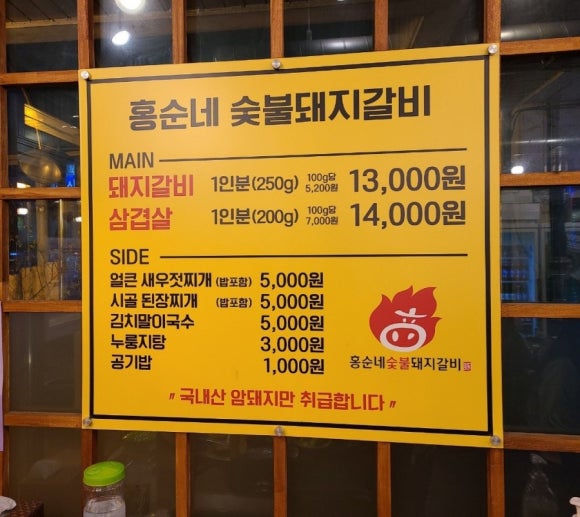 홍순네 숯불돼지갈비
MAIN
돼지갈비 1인분(250g) 100g당 5,200원 13,000원
삼겹살 1인분(200g) 100g당 7,000원 14,000원
SIDE
얼큰 새우젓찌개 (밥포함) 5,000원
시골 된장찌개 (밥포함) 5,000원
김치말이국수 5,000원
누룽지탕 3,000원
공기밥 1,000원
홍순네숯불돼지갈비
" 국내산 암돼지만 취급합니다 "